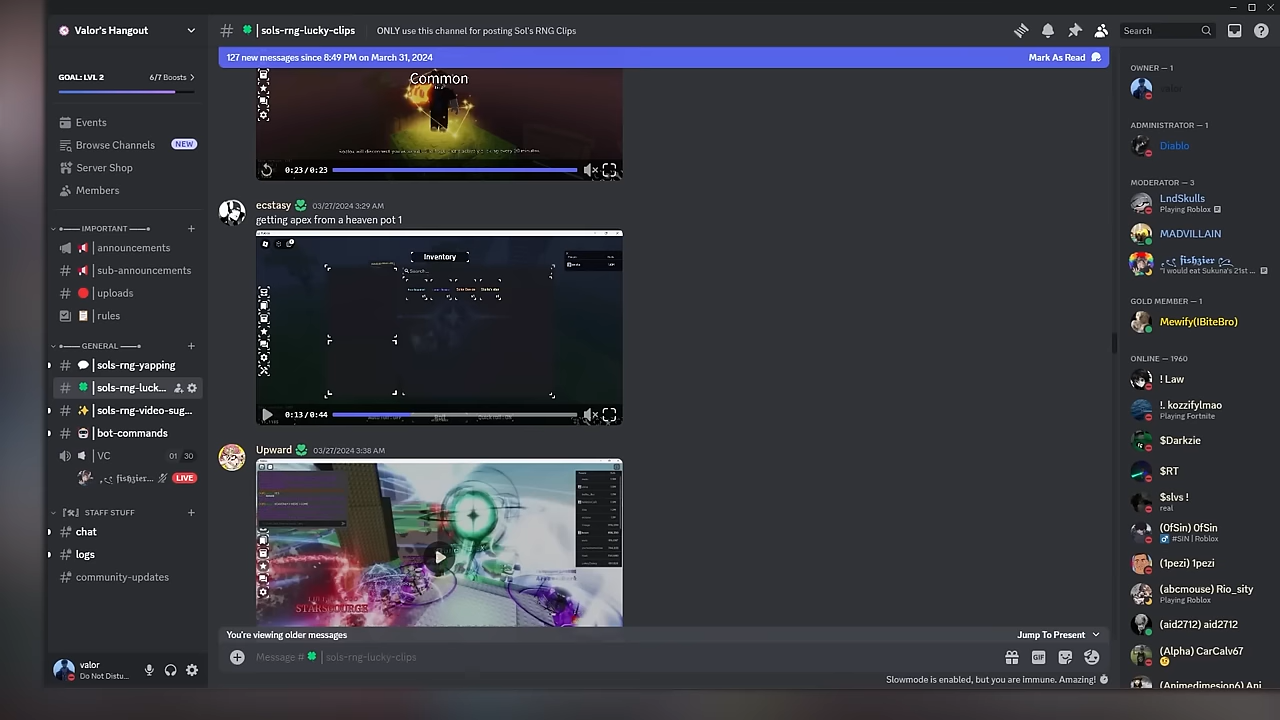 Valor's Hangout
GOAL: LVL 2
6/7 Boosts
Events
Browse Channels
NEW
Server Shop
Members
IMPORTANT
announcements
sub-announcements
uploads
rules
GENERAL
sols-rng-yapping
sols-rng-luck...
sols-rng-video-sug...
bot-commands
VC
01 30
fishzier...
LIVE
STAFF STUFF
chat
logs
community-updates
valor
Do Not Distu...
# | sols-rng-lucky-clips
ONLY use this channel for posting Sol's RNG Clips
Search
127 new messages since 8:49 PM on March 31, 2024
Mark As Read
Common
0:23/0:23
ecstasy 03/27/2024 3:29 AM
getting apex from a heaven pot 1
Inventory
Search...
0:13/0:44
Upward 03/27/2024 3:38 AM
STARSCOURGE
You're viewing older messages
Jump To Present
Message # | sols-rng-lucky-clips
GIF
Slowmode is enabled, but you are immune. Amazing!
OWNER — 1
valor
ADMINISTRATOR — 1
Diablo
MODERATOR — 3
LndSkulls
Playing Roblox
MADVILLAIN
fishzier
"I would eat Sukuna's 21st ...
GOLD MEMBER — 1
Mewify(IBiteBro)
ONLINE — 1960
! Law
!. kozzifylmao
Playing Fortnite
$Darkzie
$RT
$slvs !
real
(0fSin) 0fSin
#SIN | Roblox
(1pezi) 1pezi
(abcmouse) Rio_sity
Playing Roblox
(aid2712) aid2712
(Alpha) CarCalv67
(Animedimesion6) Ani